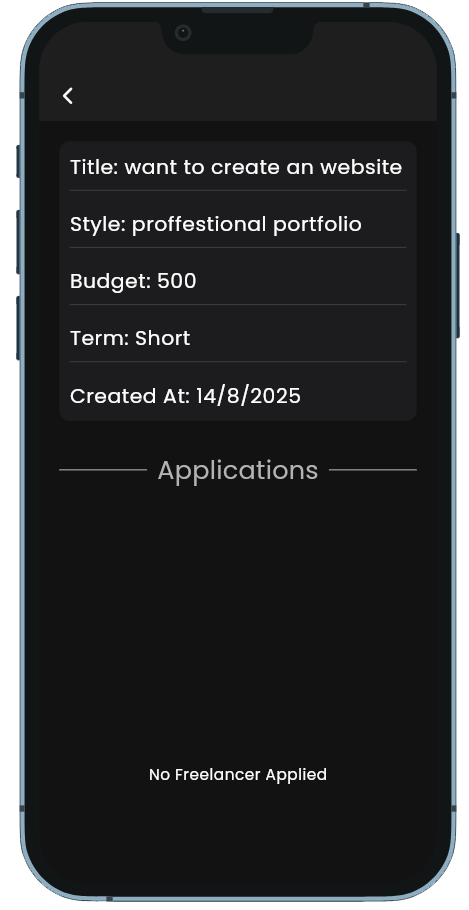 Title: want to create an website
Style: proffestional portfolio
Budget: 500
Term: Short
Created At: 14/8/2025
Applications
No Freelancer Applied